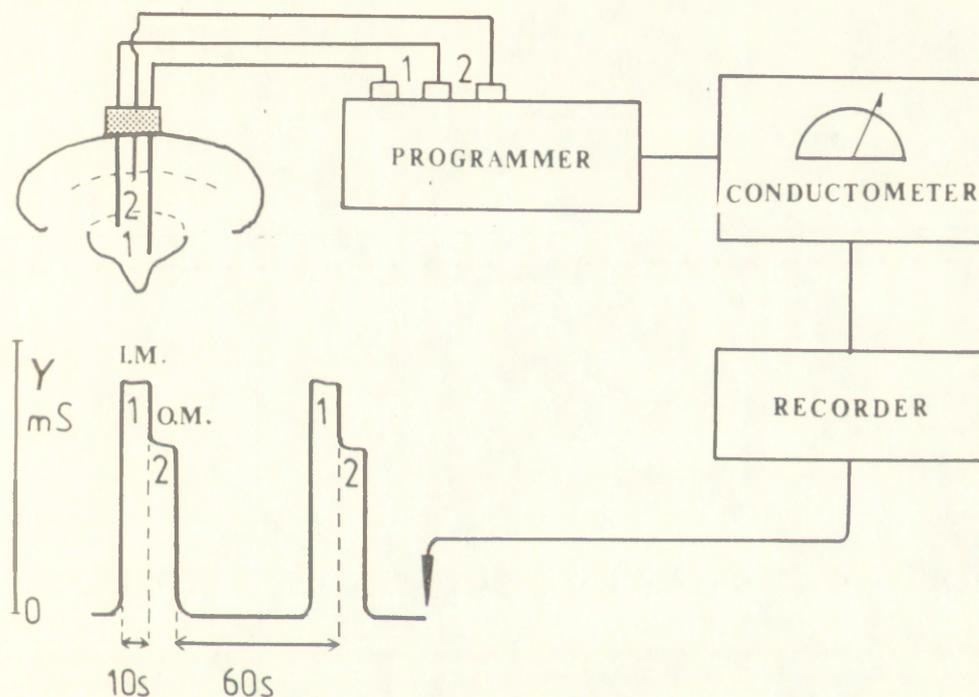 1 2
PROGRAMMER
CONDUCTOMETER
2
1
RECORDER
Y
mS
I.M.
1
O.M.
2
1
2
0
10s
60s